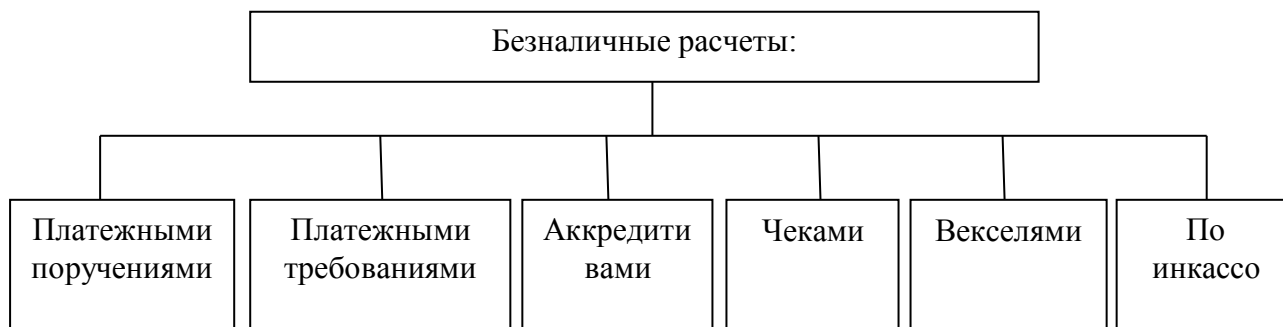 Безналичные расчеты:
Платежными
поручениями
Платежными
требованиями
Аккредити
вами
Чеками
Векселями
По
инкассо